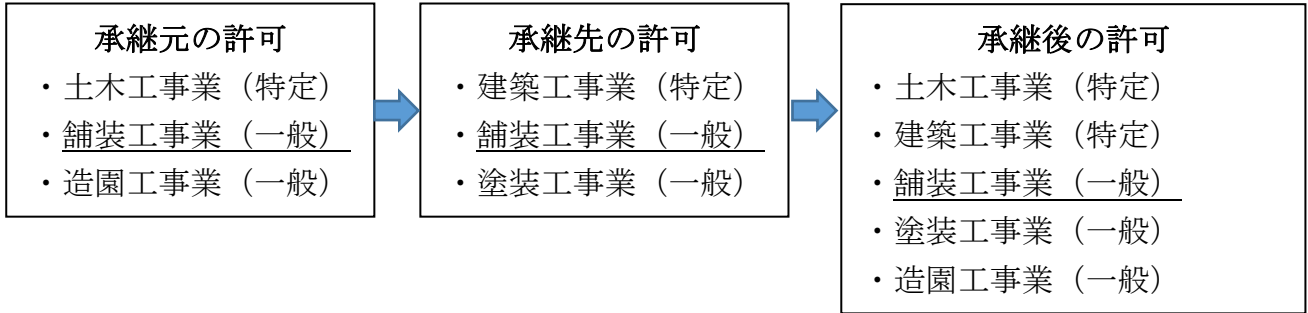 承継元の許可
・土木工事業（特定）
・舗装工事業（一般）
・造園工事業（一般）
承継先の許可
・建築工事業（特定）
・舗装工事業（一般）
・塗装工事業（一般）
承継後の許可
・土木工事業（特定）
・建築工事業（特定）
・舗装工事業（一般）
・塗装工事業（一般）
・造園工事業（一般）